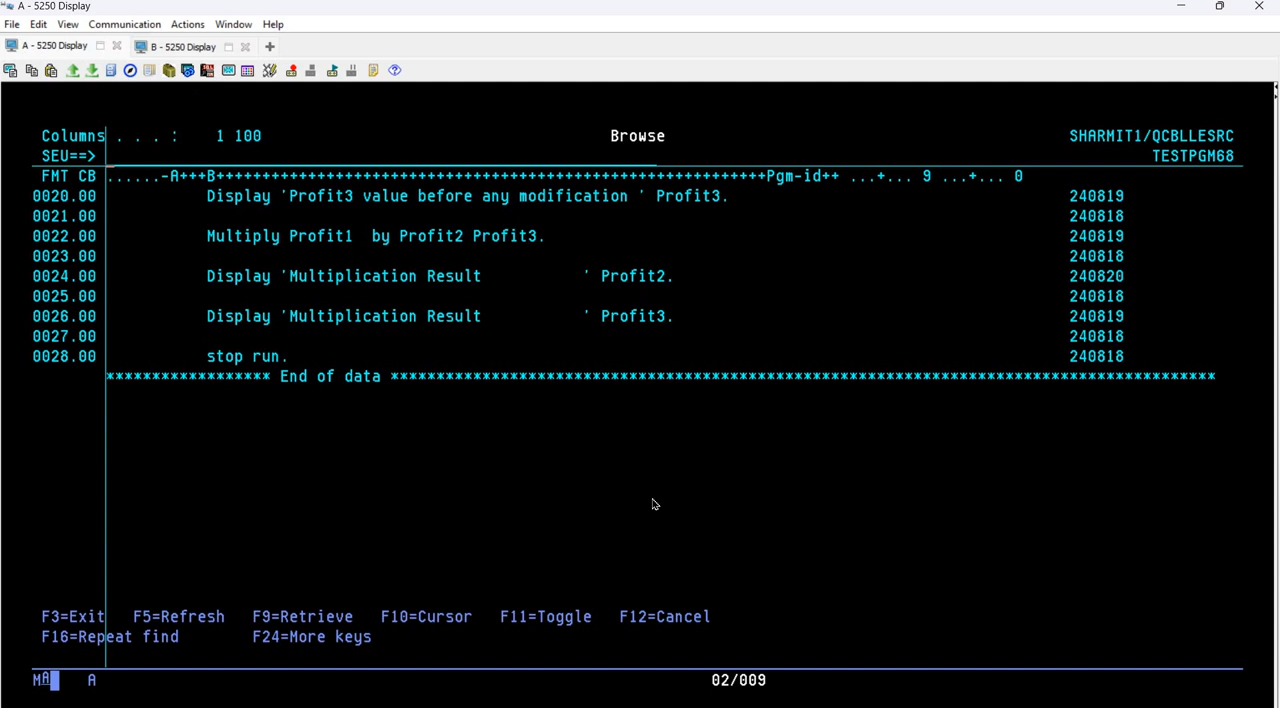 A - 5250 Display
File Edit View Communication Actions Window Help
A - 5250 Display B - 5250 Display
Columns . . . : 1 100 Browse SHARMIT1/QCBLLESRC
SEU==> TESTPGM68
FMT CB ......-A+++B++++++++++++++++++++++++++++++++++++++++++++++++++++++++++++Pgm-id++ ...+... 9 ...+... 0
0020.00 Display 'Profit3 value before any modification ' Profit3. 240819
0021.00 240818
0022.00 Multiply Profit1  by Profit2 Profit3. 240819
0023.00 240818
0024.00 Display 'Multiplication Result           ' Profit2. 240820
0025.00 240818
0026.00 Display 'Multiplication Result           ' Profit3. 240819
0027.00 240818
0028.00 stop run. 240818
****************** End of data ******************************************************************************************
F3=Exit F5=Refresh F9=Retrieve F10=Cursor F11=Toggle F12=Cancel
F16=Repeat find F24=More keys
MA A 02/009